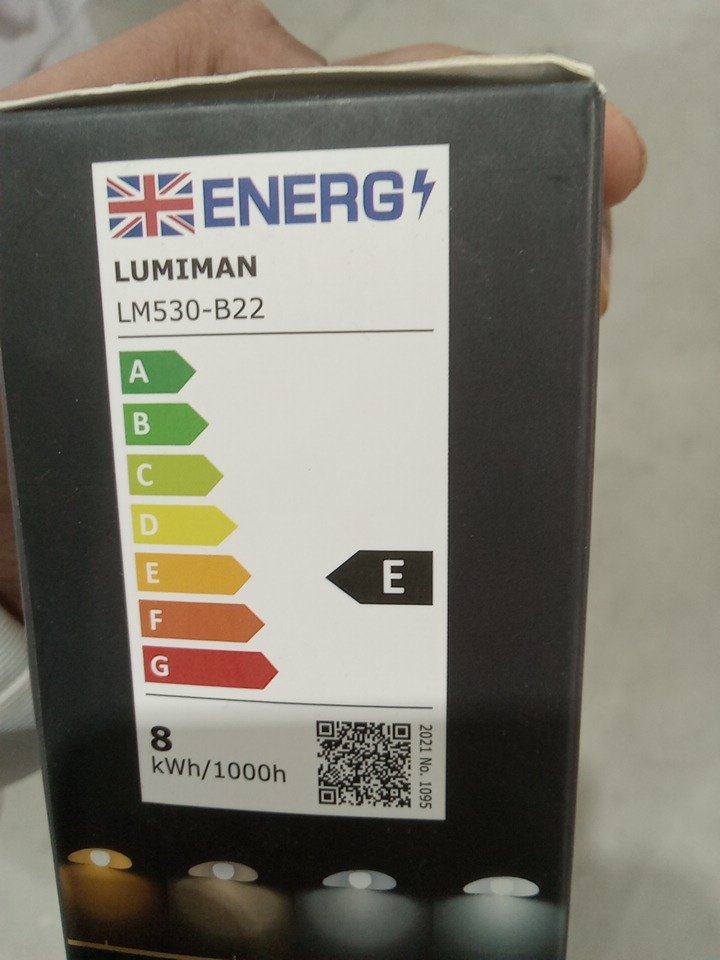 ENERG
LUMIMAN
LM530-B22
A
B
C
D
E
E
F
G
8
kWh/1000h
2021 No. 1095